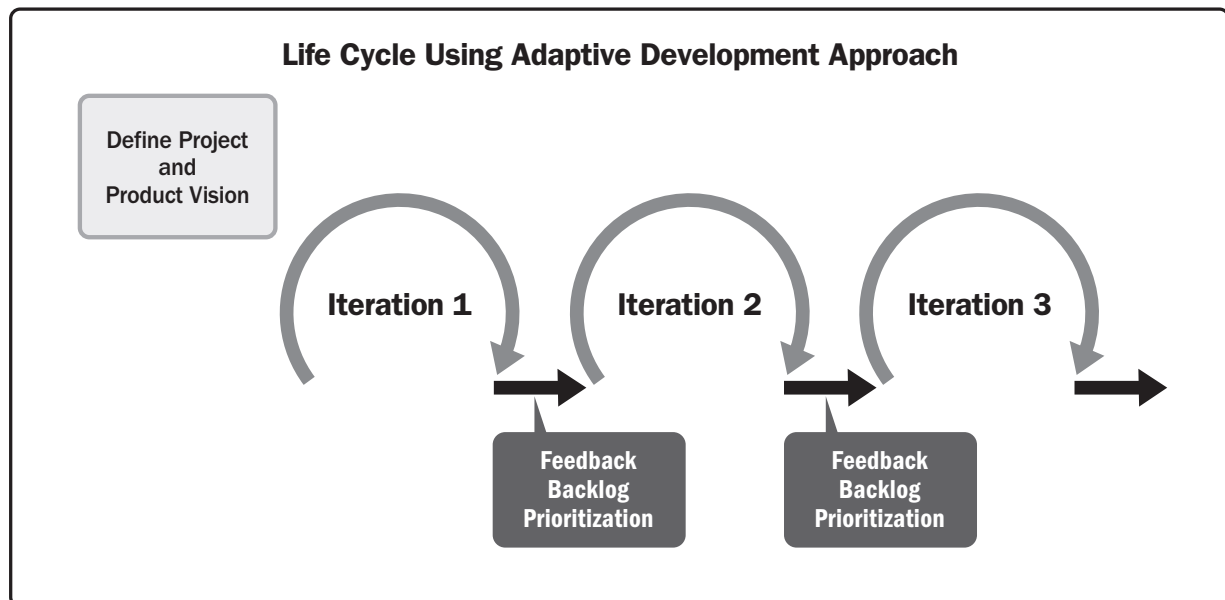 Life Cycle Using Adaptive Development Approach
Define Project
and
Product Vision
Iteration 1
Iteration 2
Iteration 3
Feedback
Backlog
Prioritization
Feedback
Backlog
Prioritization